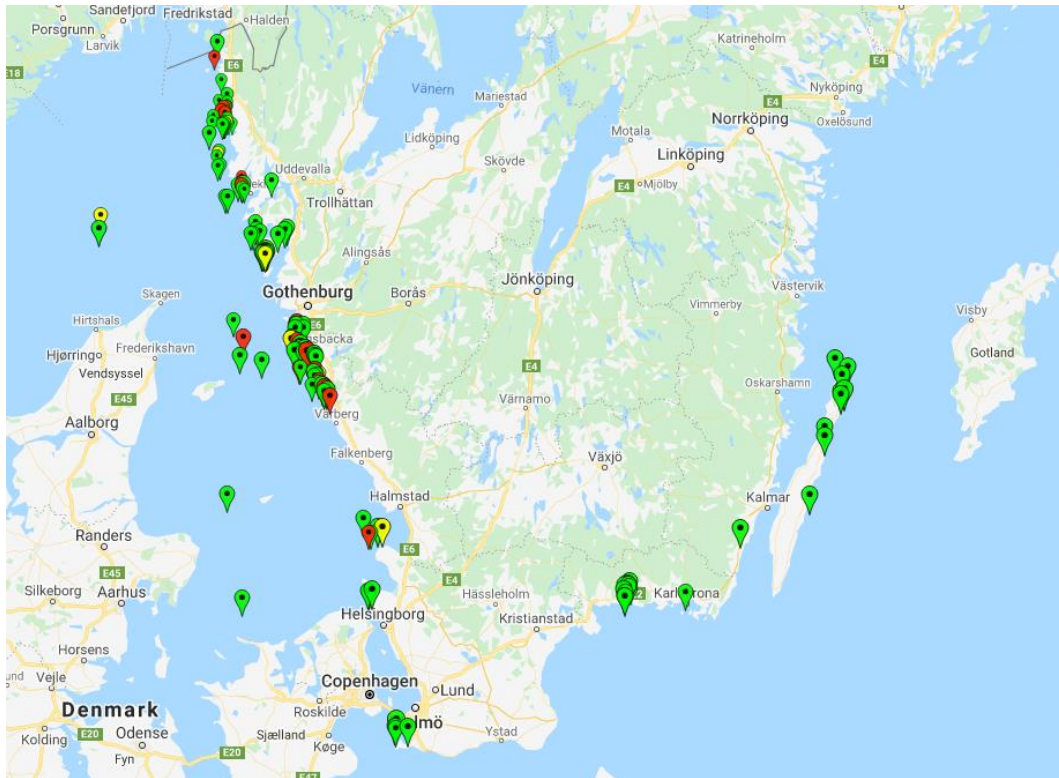 Sandefjord
Fredrikstad
Porsgrunn
Halden
Larvik
E18
E6
Katrineholm
E4
Vänern
Mariestad
Nyköping
Oxelösund
Norrköping
Motala
Lidköping
Linköping
Skövde
Uddevalla
E4
Mjölby
Trollhättan
Alingsås
Jönköping
Västervik
Gothenburg
Borås
Skagen
Vimmerby
Visby
Hirtshals
E6
Gotland
Hjørring
Frederikshavn
Vendsyssel
E4
Oskarshamn
E45
Värnamo
Aalborg
Varberg
Falkenberg
Växjö
Halmstad
Kalmar
Randers
E6
E45
E4
Silkeborg
Aarhus
Hässleholm
Helsingborg
Kristianstad
Horsens
Copenhagen
Lund
Vejle
Roskilde
Denmark
Sjælland
Køge
E20
Odense
E20
Ystad
Kolding
Fyn
E47